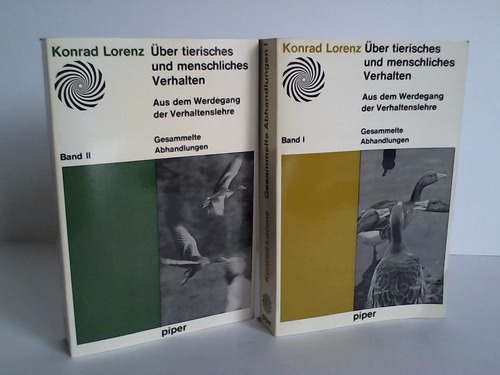 Konrad Lorenz Über tierisches
und menschliches
Verhalten
Aus dem Werdegang
der Verhaltenslehre
Gesammelte
Abhandlungen
Band II
piper
Konrad Lorenz Gesammelte Abhandlungen I
Konrad Lorenz Über tierisches
und menschliches
Verhalten
Aus dem Werdegang
der Verhaltenslehre
Gesammelte
Abhandlungen
Band I
piper